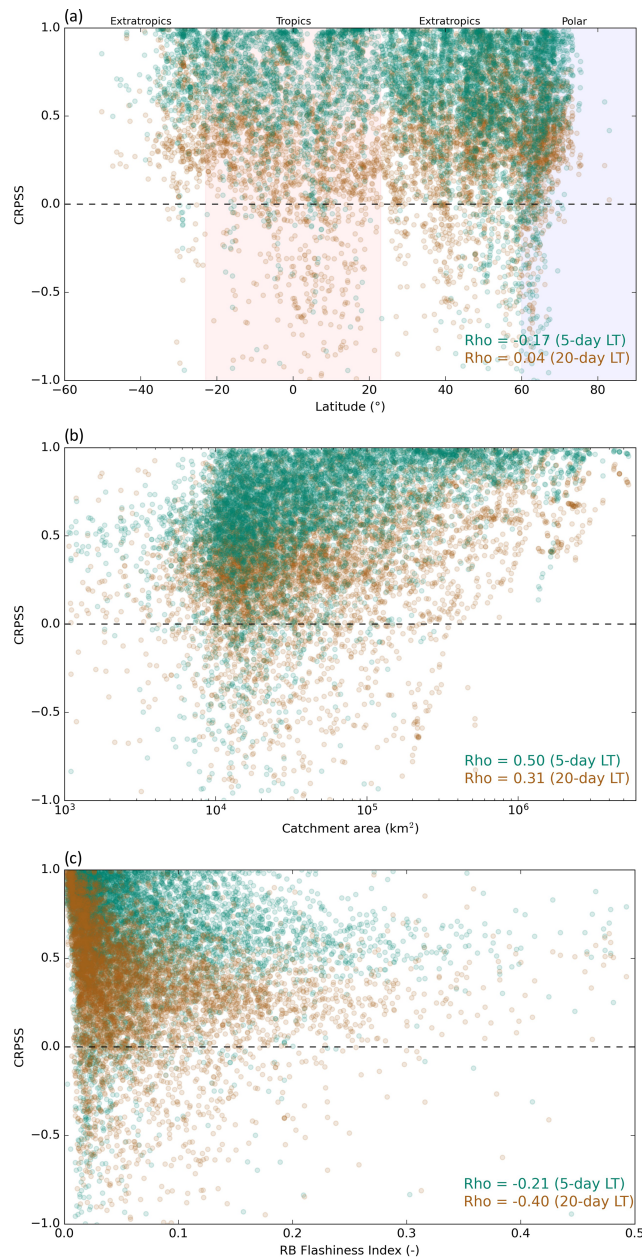 (a)
Extratropics Tropics Extratropics Polar
1.0
0.5
0.0
−0.5
−1.0
CRPSS
Rho = -0.17 (5-day LT)
Rho = 0.04 (20-day LT)
−60 −40 −20 0 20 40 60 80
Latitude (°)
(b)
1.0
0.5
0.0
−0.5
−1.0
CRPSS
Rho = 0.50 (5-day LT)
Rho = 0.31 (20-day LT)
10³ 10⁴ 10⁵ 10⁶
Catchment area (km²)
(c)
1.0
0.5
0.0
−0.5
−1.0
CRPSS
Rho = -0.21 (5-day LT)
Rho = -0.40 (20-day LT)
0.0 0.1 0.2 0.3 0.4 0.5
RB Flashiness Index (-)